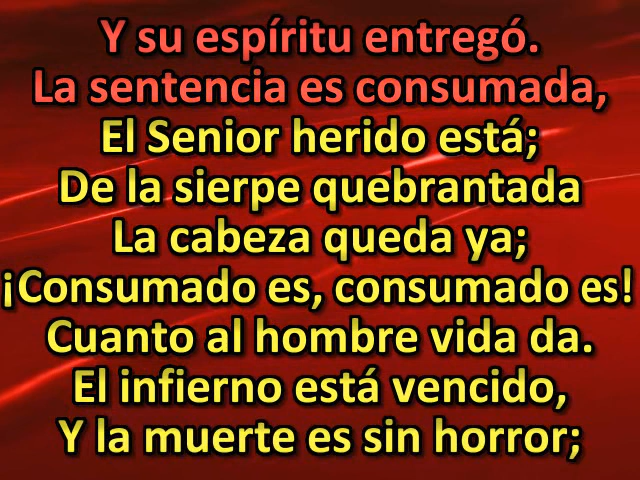 Y su espíritu entregó.
La sentencia es consumada,
El Senior herido está;
De la sierpe quebrantada
La cabeza queda ya;
¡Consumado es, consumado es!
Cuanto al hombre vida da.
El infierno está vencido,
Y la muerte es sin horror;